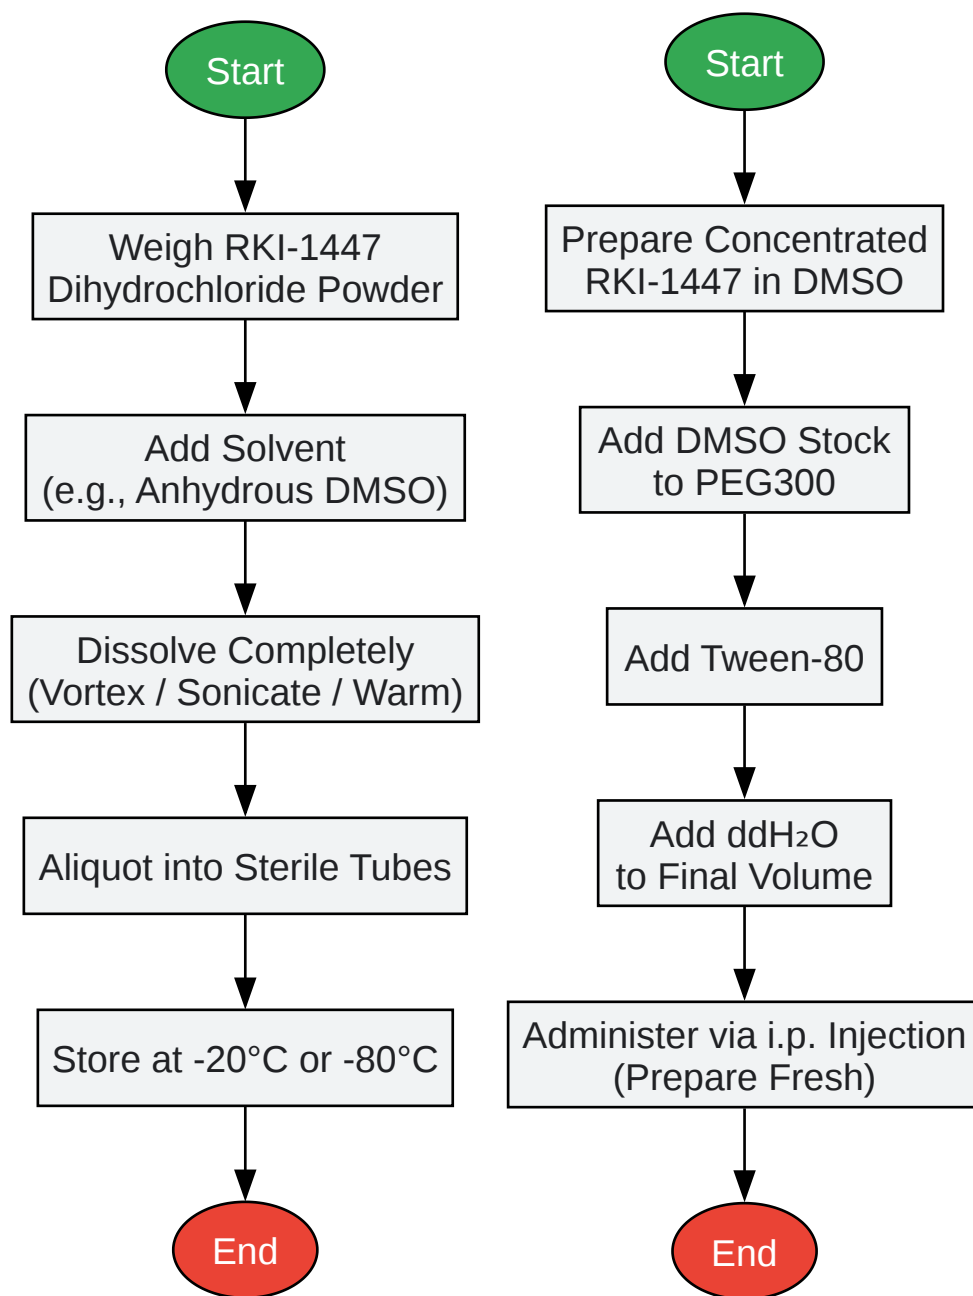 Start
Weigh RKI-1447
Dihydrochloride Powder
Add Solvent
(e.g., Anhydrous DMSO)
Dissolve Completely
(Vortex / Sonicate / Warm)
Aliquot into Sterile Tubes
Store at -20°C or -80°C
End
Start
Prepare Concentrated
RKI-1447 in DMSO
Add DMSO Stock
to PEG300
Add Tween-80
Add ddH₂O
to Final Volume
Administer via i.p. Injection
(Prepare Fresh)
End